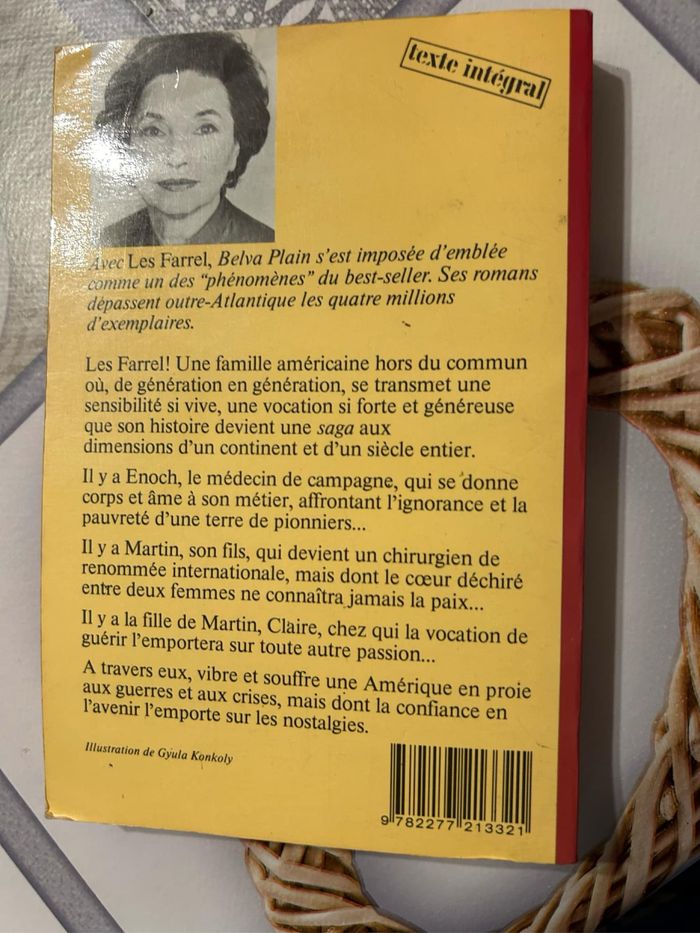 texte intégral
Avec Les Farrel, Belva Plain s'est imposée d'emblée
comme un des "phénomènes" du best-seller. Ses romans
dépassent outre-Atlantique les quatre millions
d'exemplaires.
Les Farrel! Une famille américaine hors du commun
où, de génération en génération, se transmet une
sensibilité si vive, une vocation si forte et généreuse
que son histoire devient une saga aux
dimensions d'un continent et d'un siècle entier.
Il y a Enoch, le médecin de campagne, qui se donne
corps et âme à son métier, affrontant l'ignorance et la
pauvreté d'une terre de pionniers...
Il y a Martin, son fils, qui devient un chirurgien de
renommée internationale, mais dont le cœur déchiré
entre deux femmes ne connaîtra jamais la paix...
Il y a la fille de Martin, Claire, chez qui la vocation de
guérir l'emportera sur toute autre passion...
A travers eux, vibre et souffre une Amérique en proie
aux guerres et aux crises, mais dont la confiance en
l'avenir l'emporte sur les nostalgies.
Illustration de Gyula Konkoly
9 782277 213321